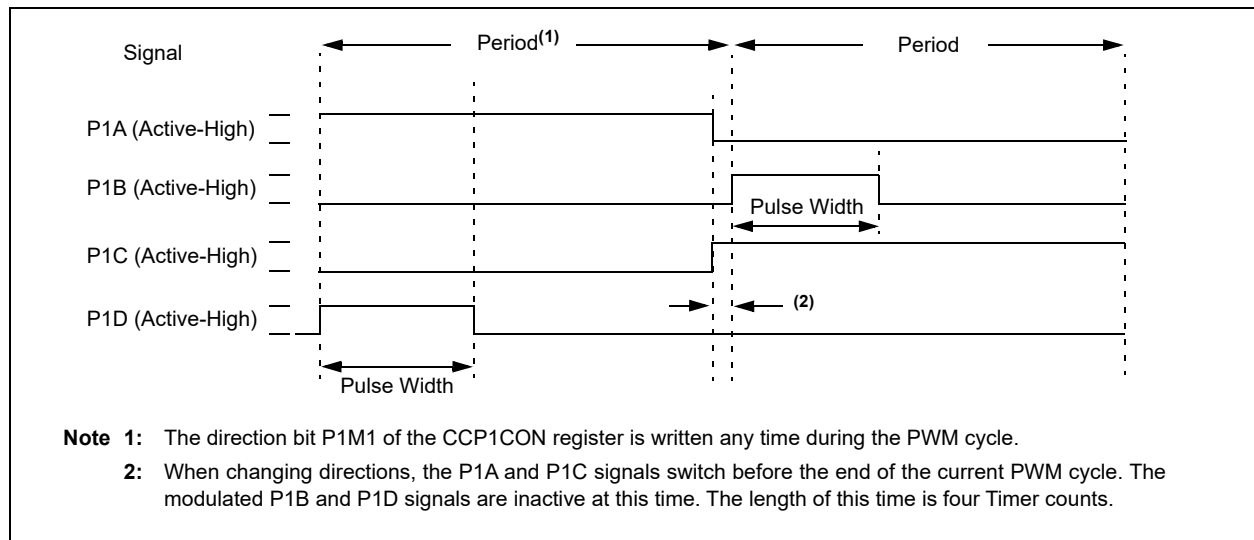 Signal
Period(1)
Period
P1A (Active-High)
P1B (Active-High)
Pulse Width
P1C (Active-High)
(2)
P1D (Active-High)
Pulse Width
Note 1: The direction bit P1M1 of the CCP1CON register is written any time during the PWM cycle.
2: When changing directions, the P1A and P1C signals switch before the end of the current PWM cycle. The
modulated P1B and P1D signals are inactive at this time. The length of this time is four Timer counts.